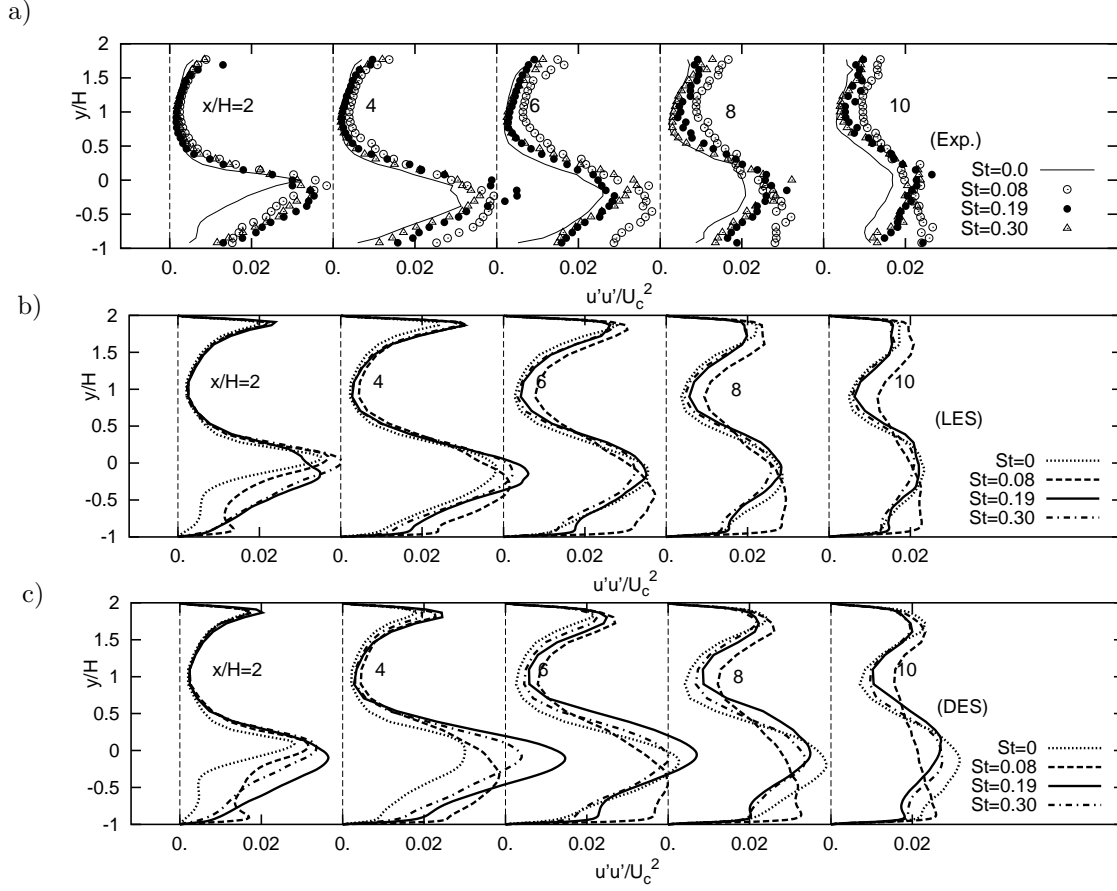 a)
2
1.5
1
0.5
0
-0.5
-1
y/H
x/H=2
4
6
8
10
(Exp.)
St=0.0
St=0.08
St=0.19
St=0.30
0. 0.02 0. 0.02 0. 0.02 0. 0.02 0. 0.02
u'u'/U_c^2
b)
2
1.5
1
0.5
0
-0.5
-1
y/H
x/H=2
4
6
8
10
(LES)
St=0
St=0.08
St=0.19
St=0.30
0. 0.02 0. 0.02 0. 0.02 0. 0.02 0. 0.02
u'u'/U_c^2
c)
2
1.5
1
0.5
0
-0.5
-1
y/H
x/H=2
4
6
8
10
(DES)
St=0
St=0.08
St=0.19
St=0.30
0. 0.02 0. 0.02 0. 0.02 0. 0.02 0. 0.02
u'u'/U_c^2